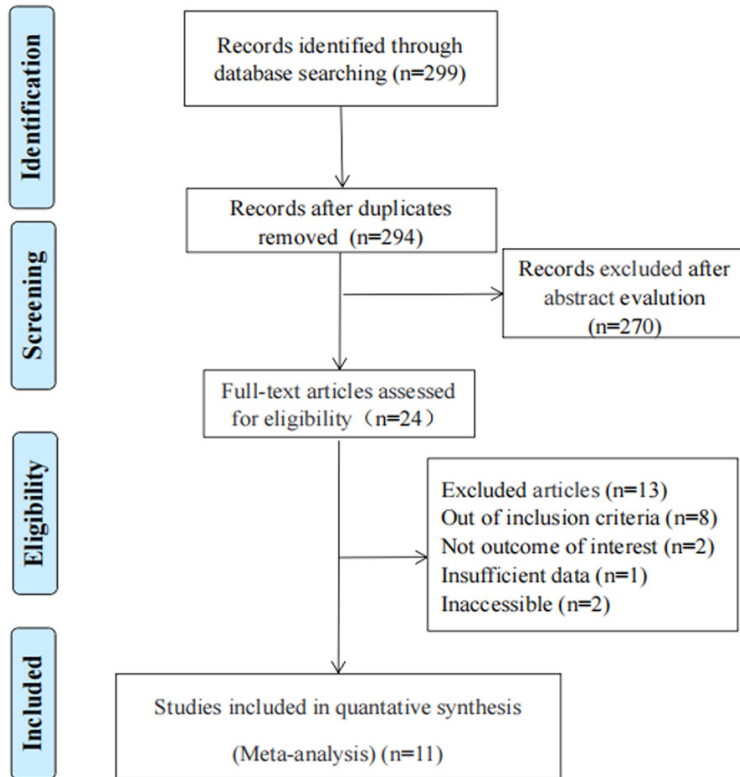 Identification
Records identified through
database searching (n=299)
Records after duplicates
removed (n=294)
Screening
Records excluded after
abstract evalution
(n=270)
Full-text articles assessed
for eligibility（n=24）
Eligibility
Excluded articles (n=13)
Out of inclusion criteria (n=8)
Not outcome of interest (n=2)
Insufficient data (n=1)
Inaccessible (n=2)
Included
Studies included in quantative synthesis
(Meta-analysis) (n=11)